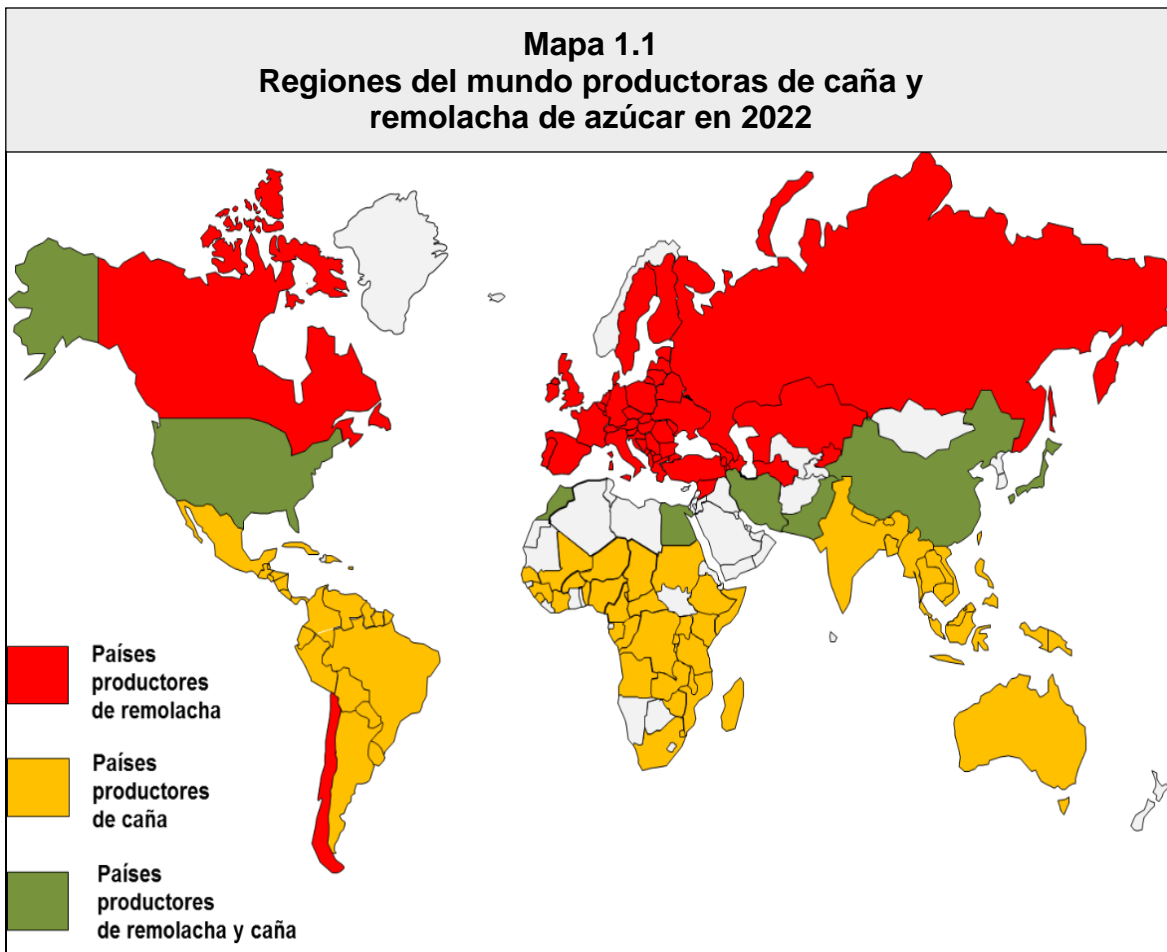 Mapa 1.1
Regiones del mundo productoras de caña y
remolacha de azúcar en 2022
Países
productores
de remolacha
Países
productores
de caña
Países
productores
de remolacha y caña